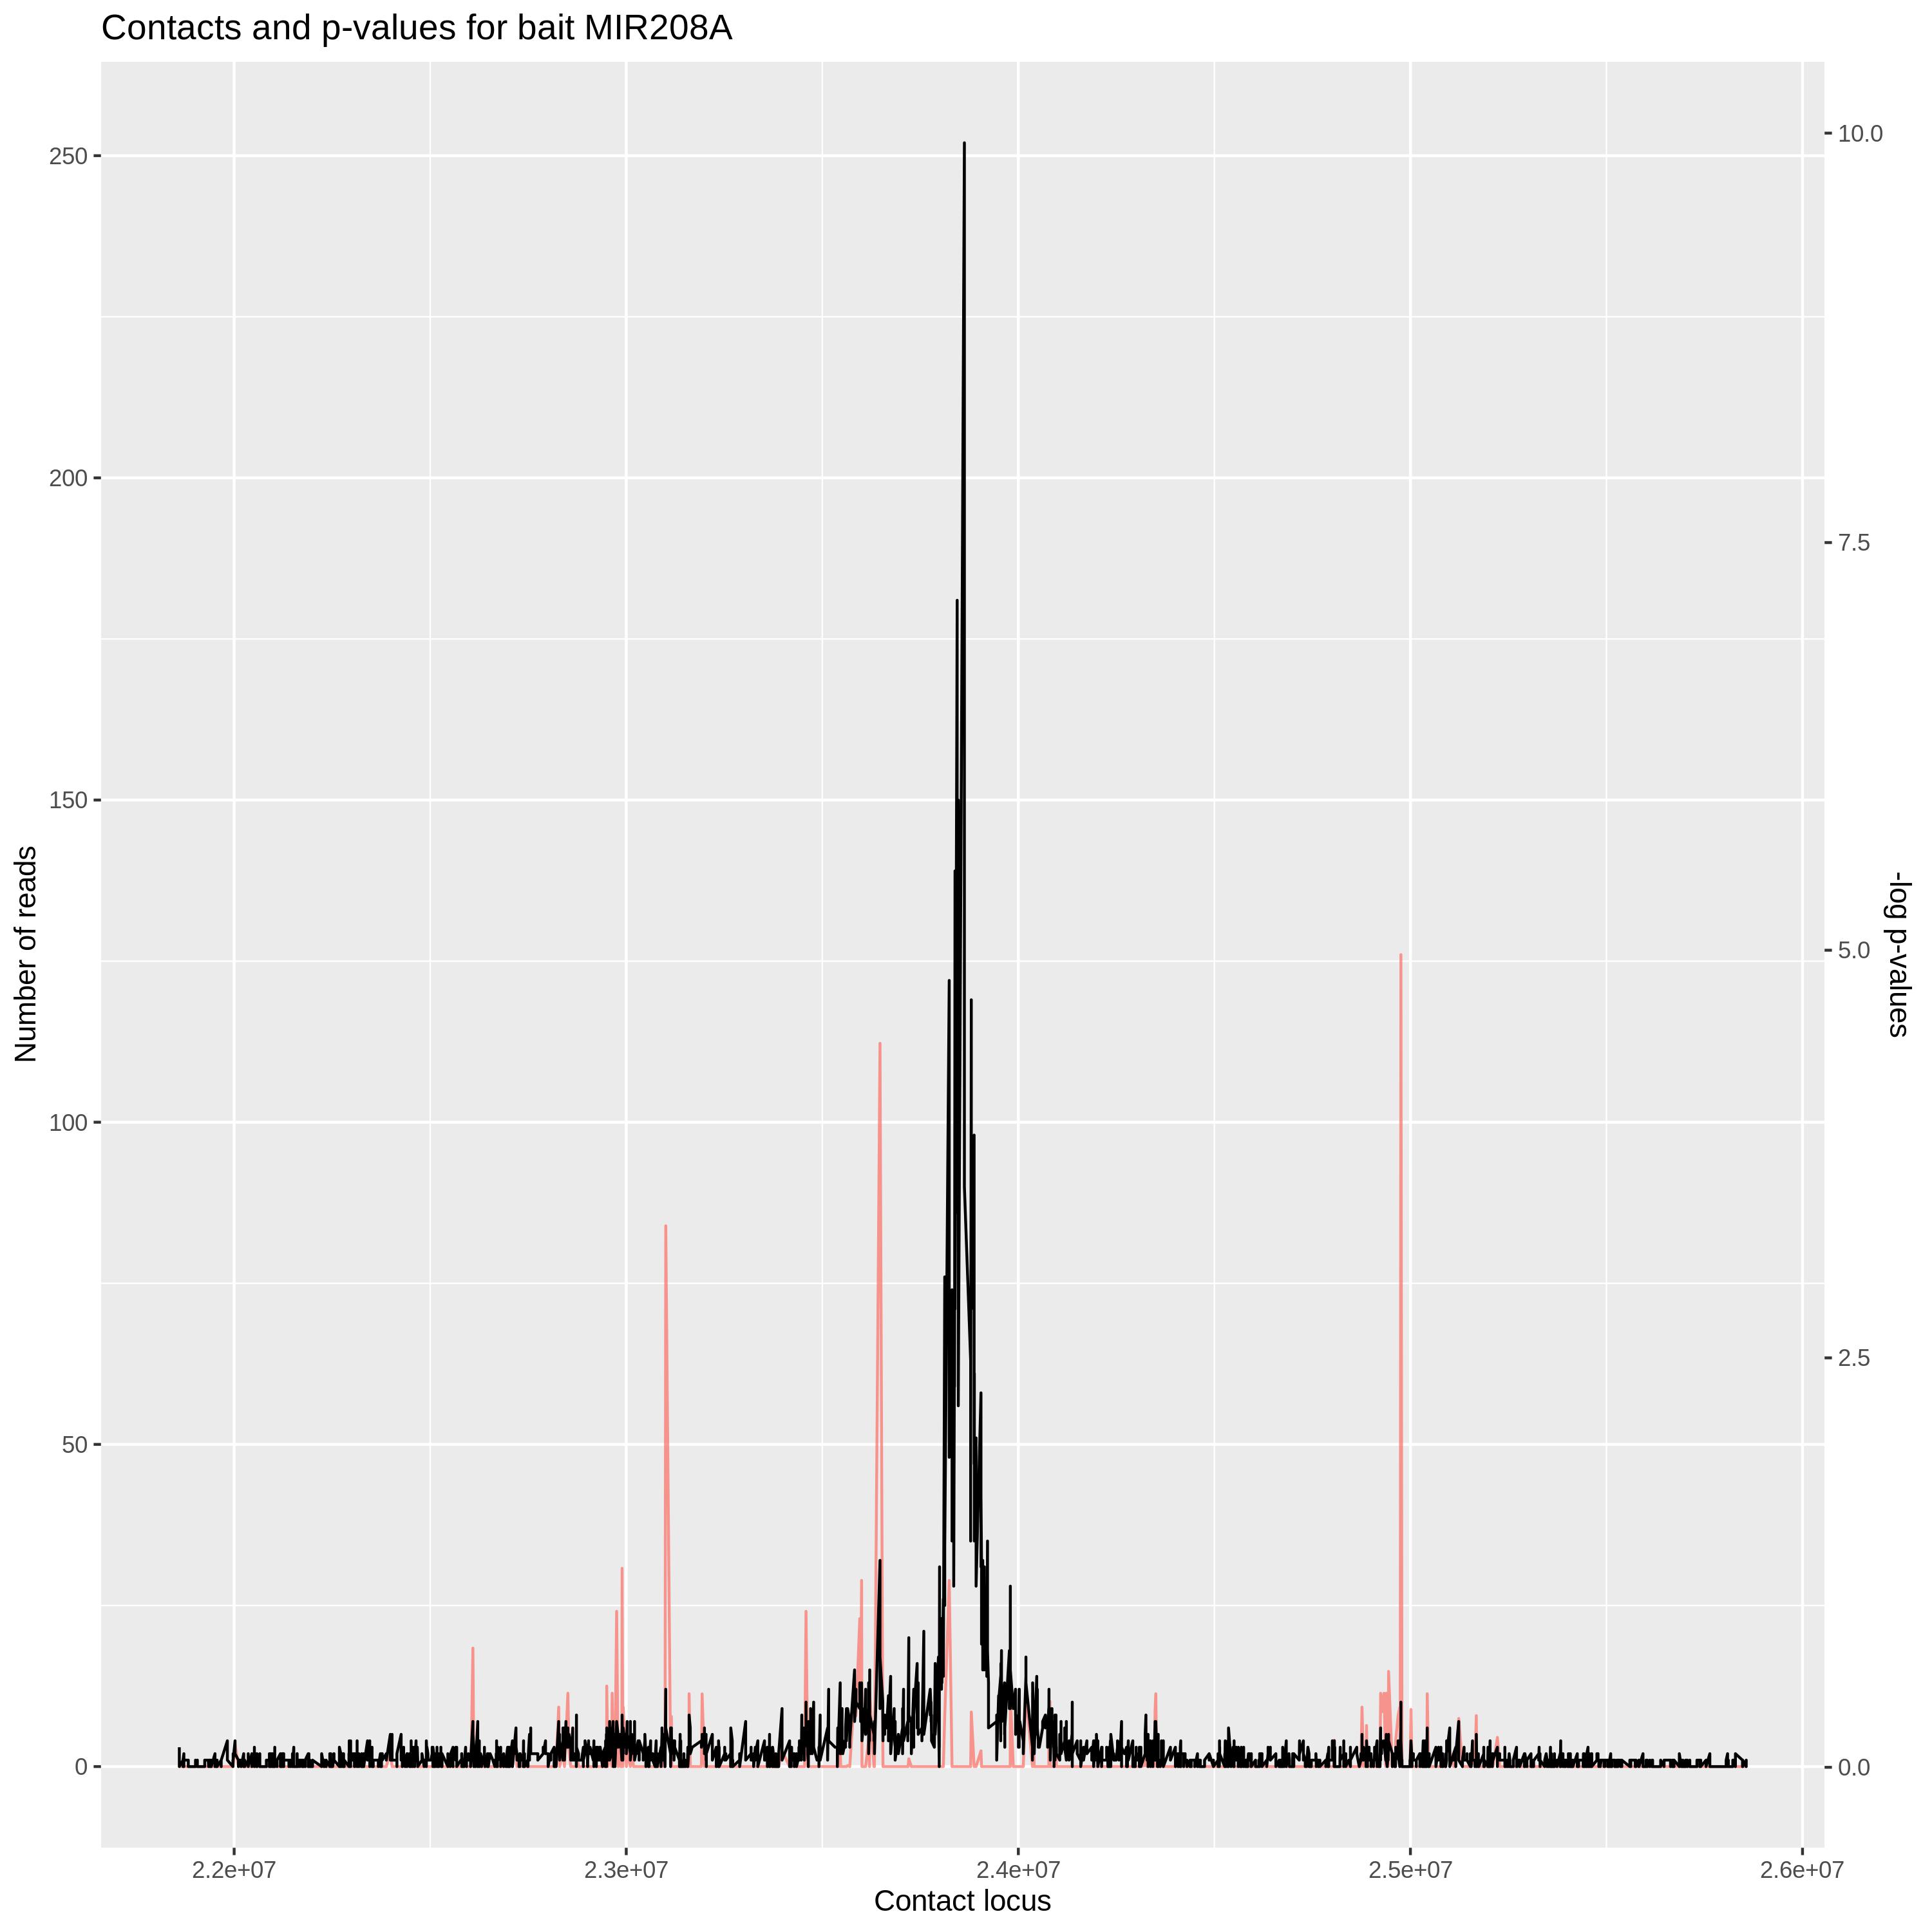 Contacts and p-values for bait MIR208A
Number of reads
250
200
150
100
50
0
10.0
7.5
5.0
2.5
0.0
-log p-values
2.2e+07
2.3e+07
2.4e+07
2.5e+07
2.6e+07
Contact locus